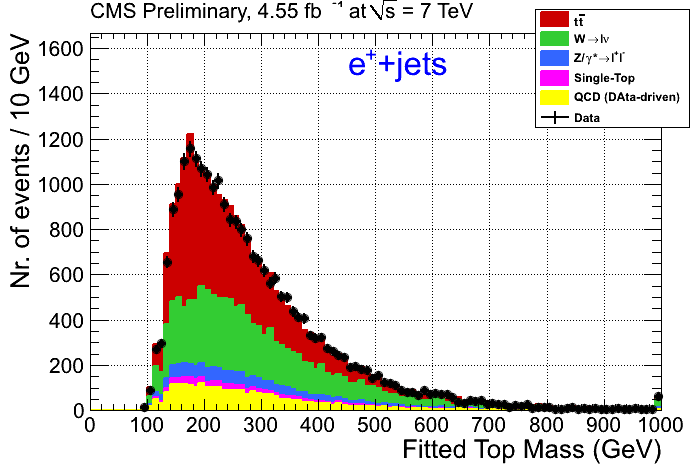 CMS Preliminary, 4.55 fb⁻¹ at √s = 7 TeV
tt̅
W→lν
Z/γ*→l⁺l⁻
Single-Top
QCD (DAta-driven)
Data
e⁺+jets
Nr. of events / 10 GeV
1600
1400
1200
1000
800
600
400
200
0
0 100 200 300 400 500 600 700 800 900 1000
Fitted Top Mass (GeV)